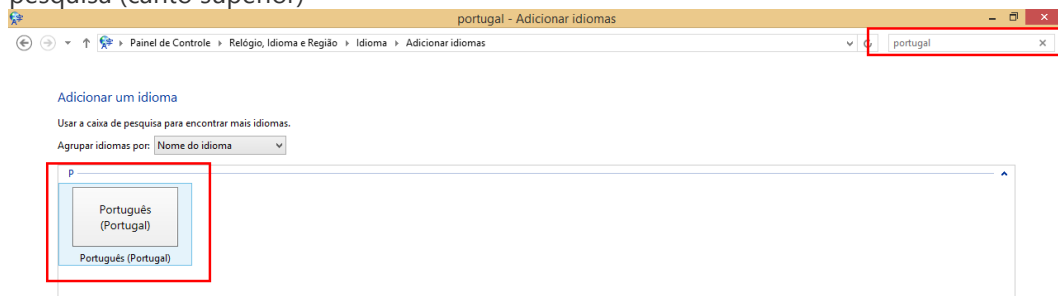 pesquisa (canto superior)
portugal - Adicionar idiomas
Painel de Controle Relógio, Idioma e Região Idioma Adicionar idiomas
portugal
Adicionar um idioma
Usar a caixa de pesquisa para encontrar mais idiomas.
Agrupar idiomas por: Nome do idioma
P
Português
(Portugal)
Português (Portugal)